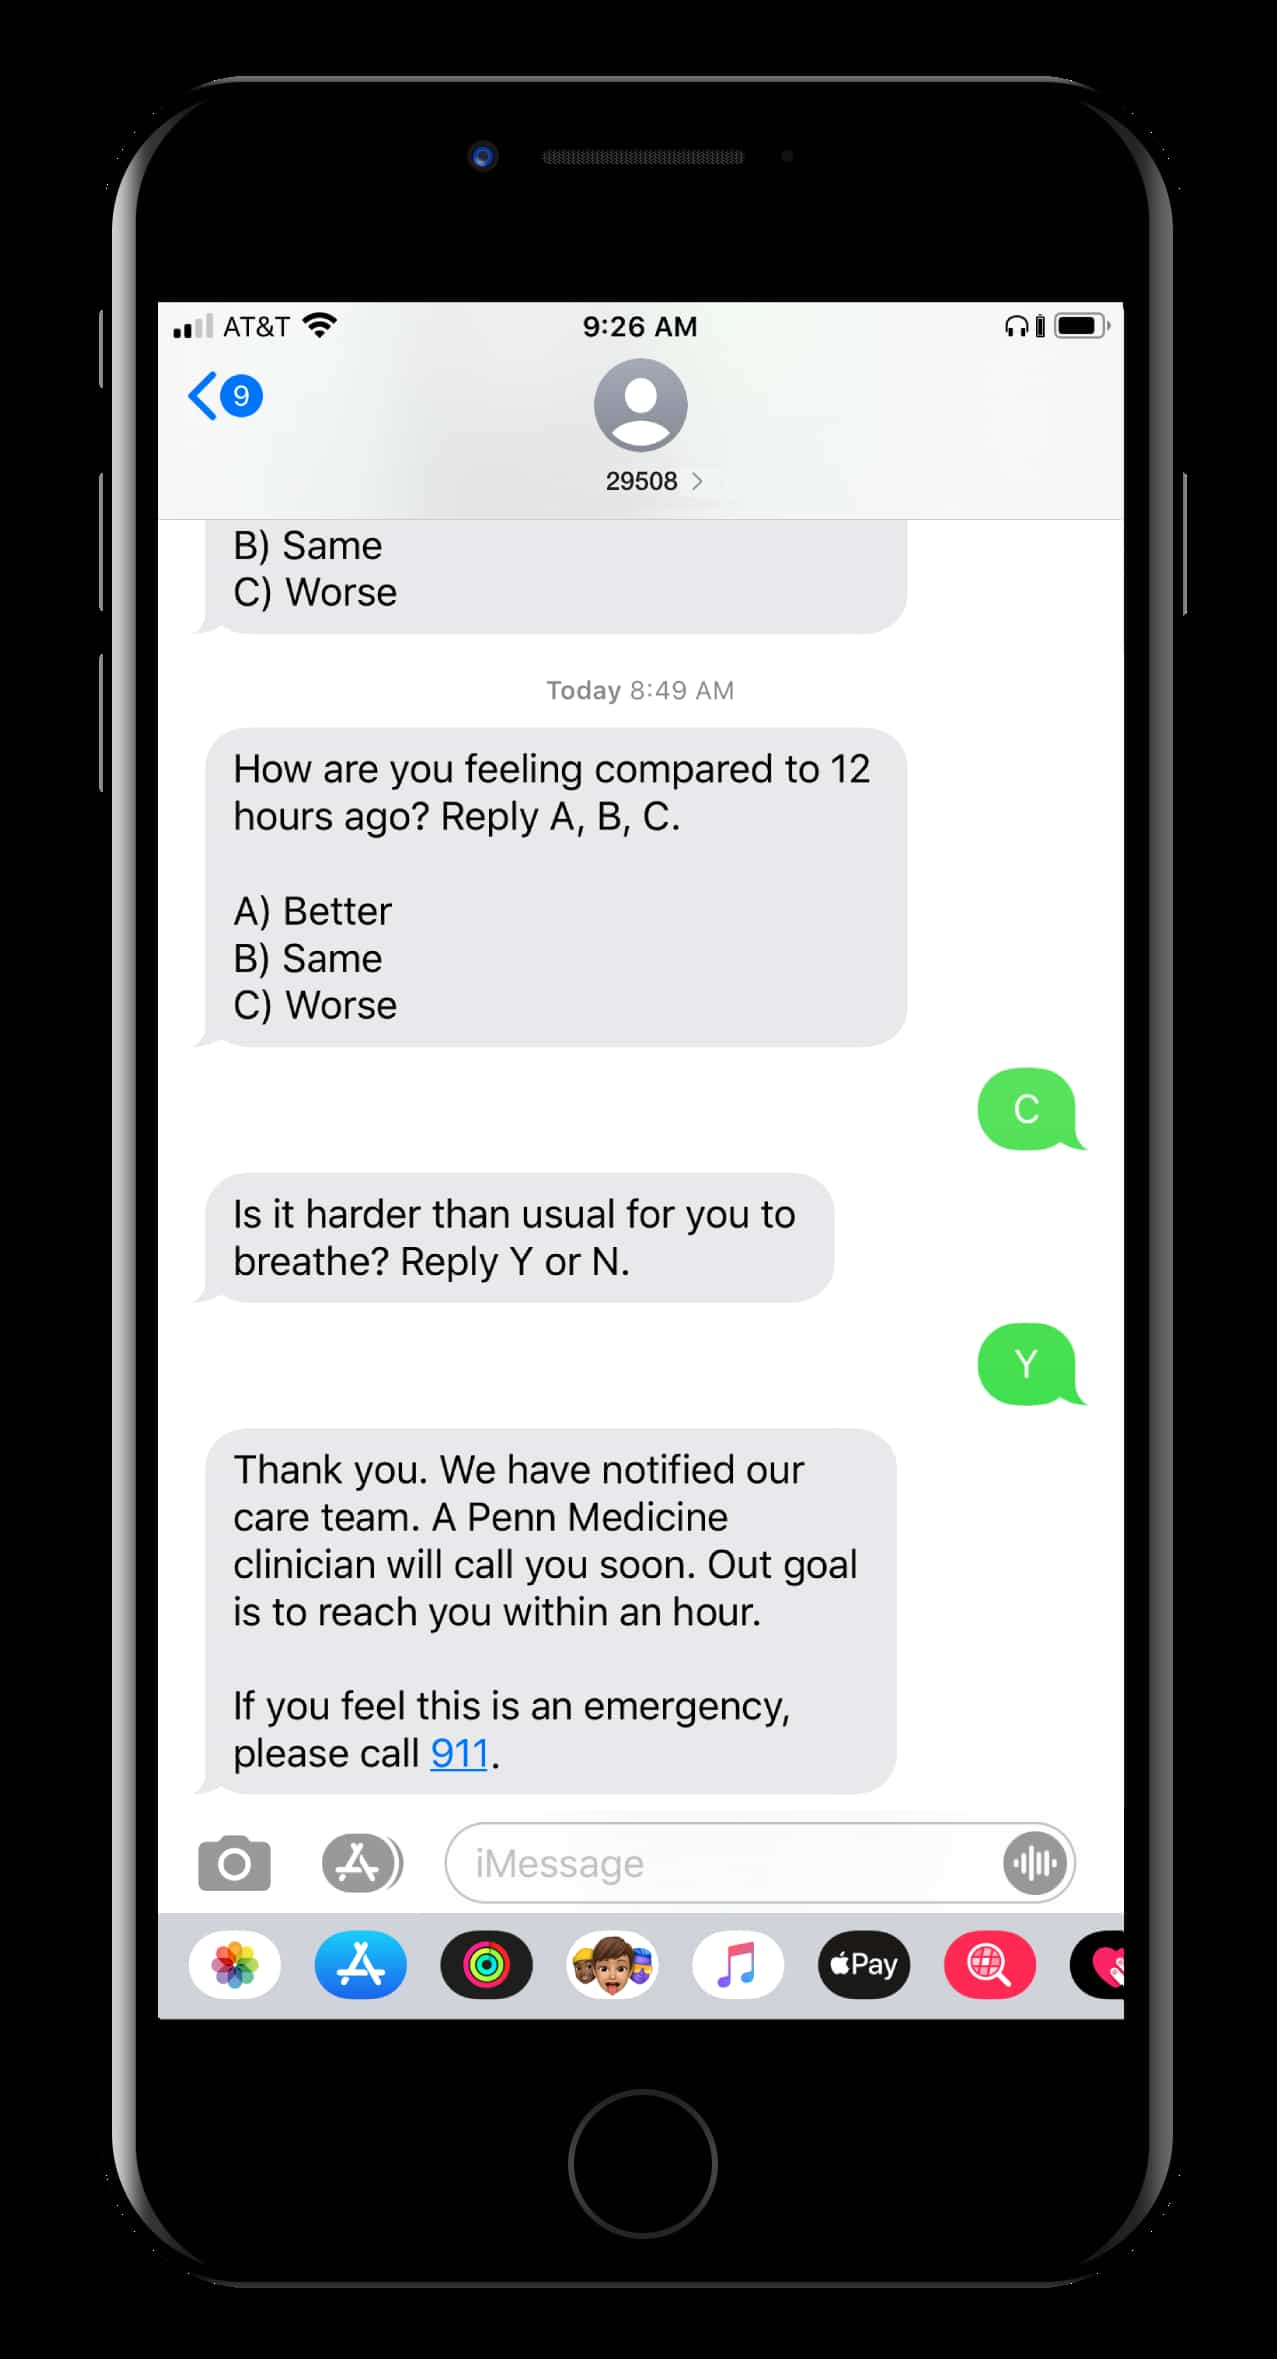 AT&T 9:26 AM
9
29508
B) Same
C) Worse
Today 8:49 AM
How are you feeling compared to 12
hours ago? Reply A, B, C.
A) Better
B) Same
C) Worse
C
Is it harder than usual for you to
breathe? Reply Y or N.
Y
Thank you. We have notified our
care team. A Penn Medicine
clinician will call you soon. Out goal
is to reach you within an hour.
If you feel this is an emergency,
please call 911.
iMessage
Pay